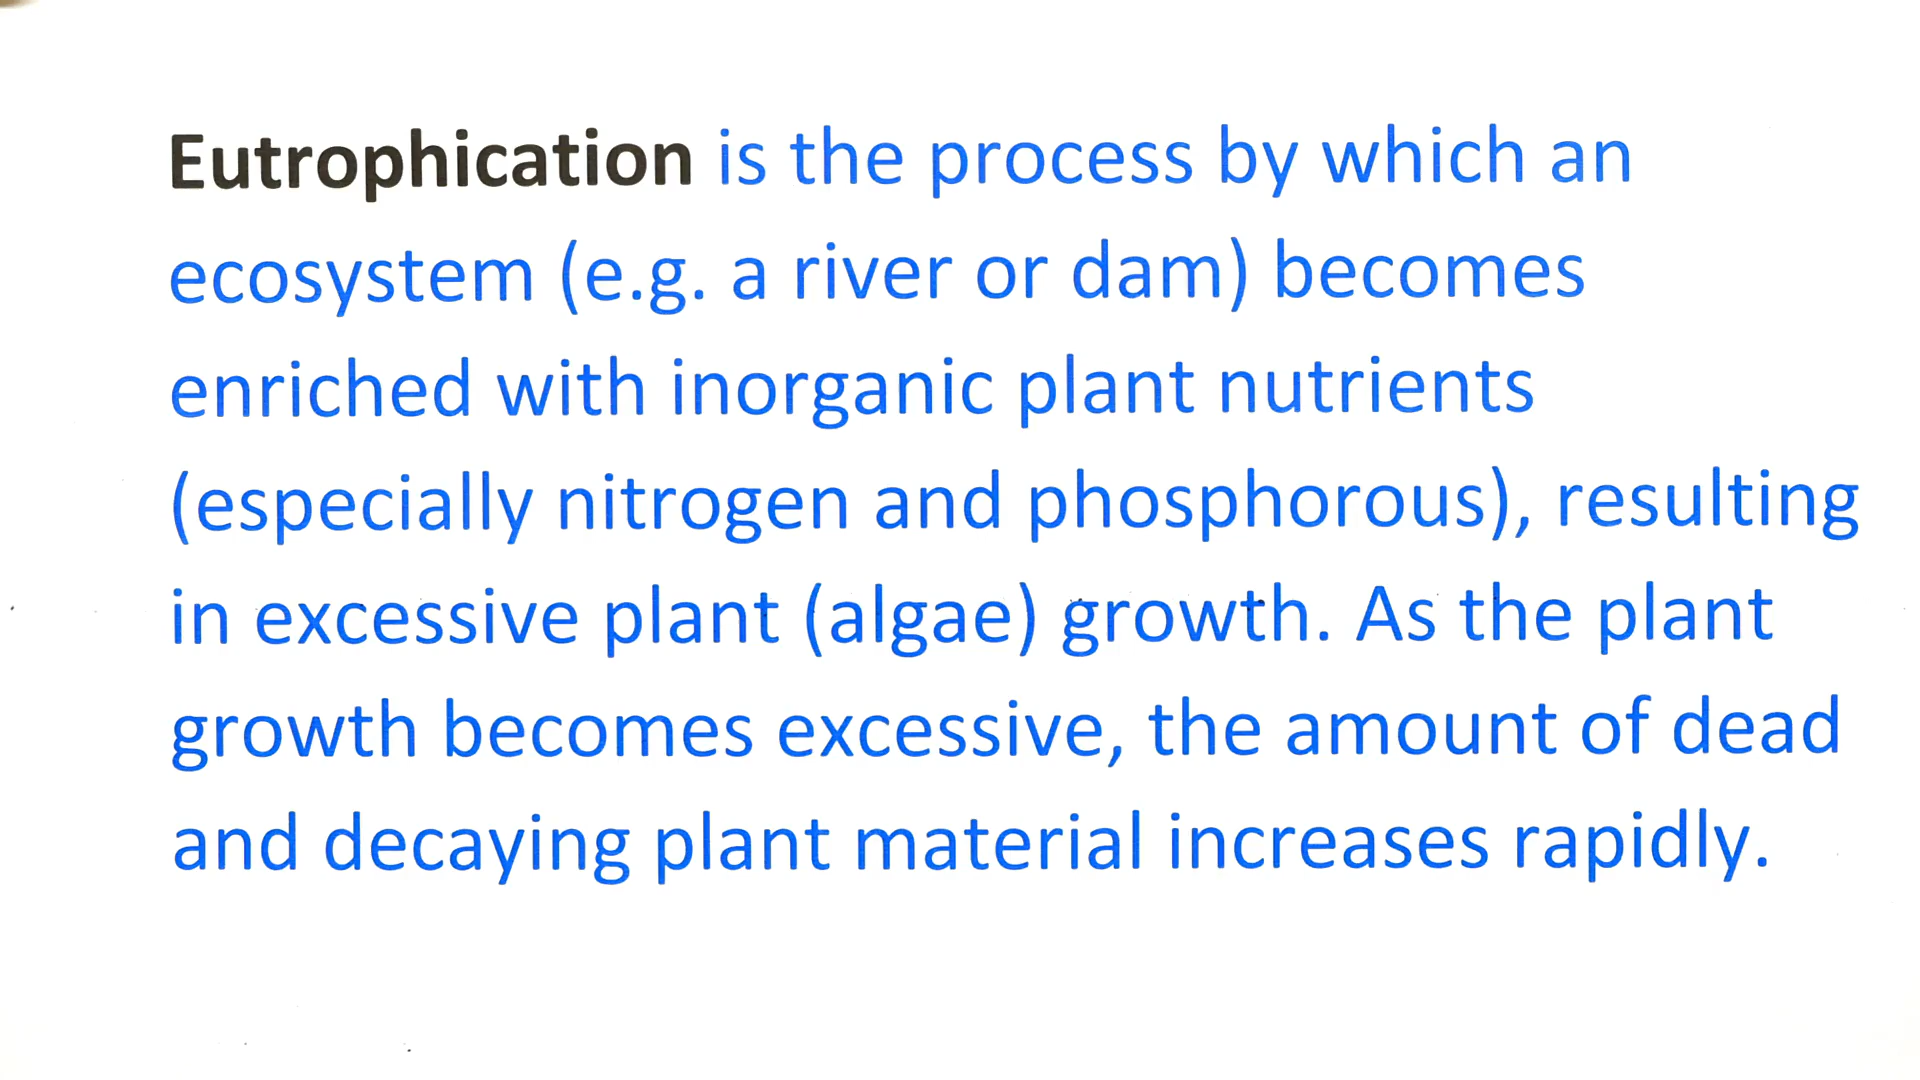 Eutrophication is the process by which an
ecosystem (e.g. a river or dam) becomes
enriched with inorganic plant nutrients
(especially nitrogen and phosphorous), resulting
in excessive plant (algae) growth. As the plant
growth becomes excessive, the amount of dead
and decaying plant material increases rapidly.